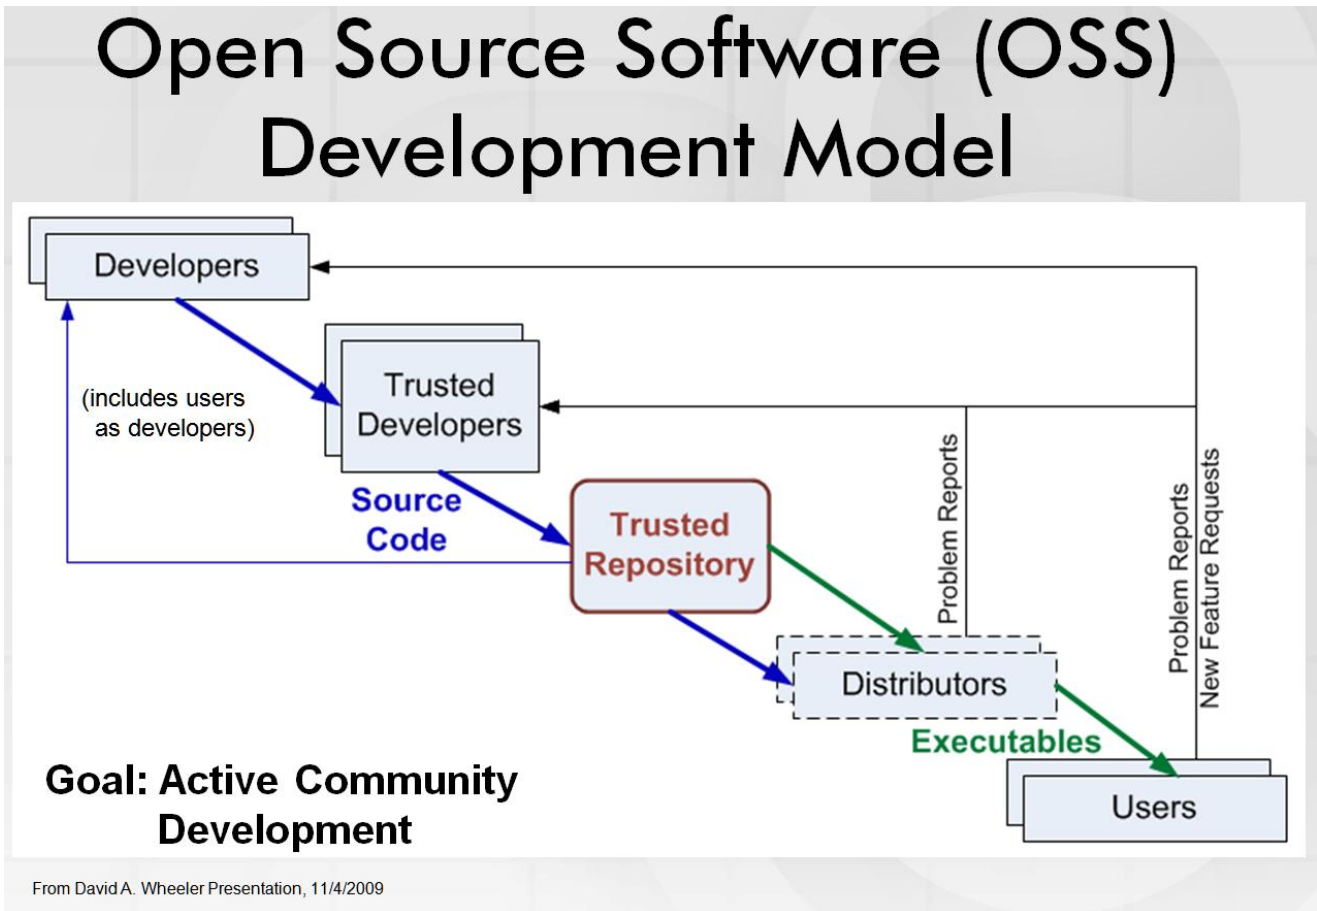 Open Source Software (OSS)
Development Model
Developers
(includes users
as developers)
Trusted
Developers
Source
Code
Trusted
Repository
Problem Reports
Problem Reports
New Feature Requests
Distributors
Executables
Users
Goal: Active Community
Development
From David A. Wheeler Presentation, 11/4/2009